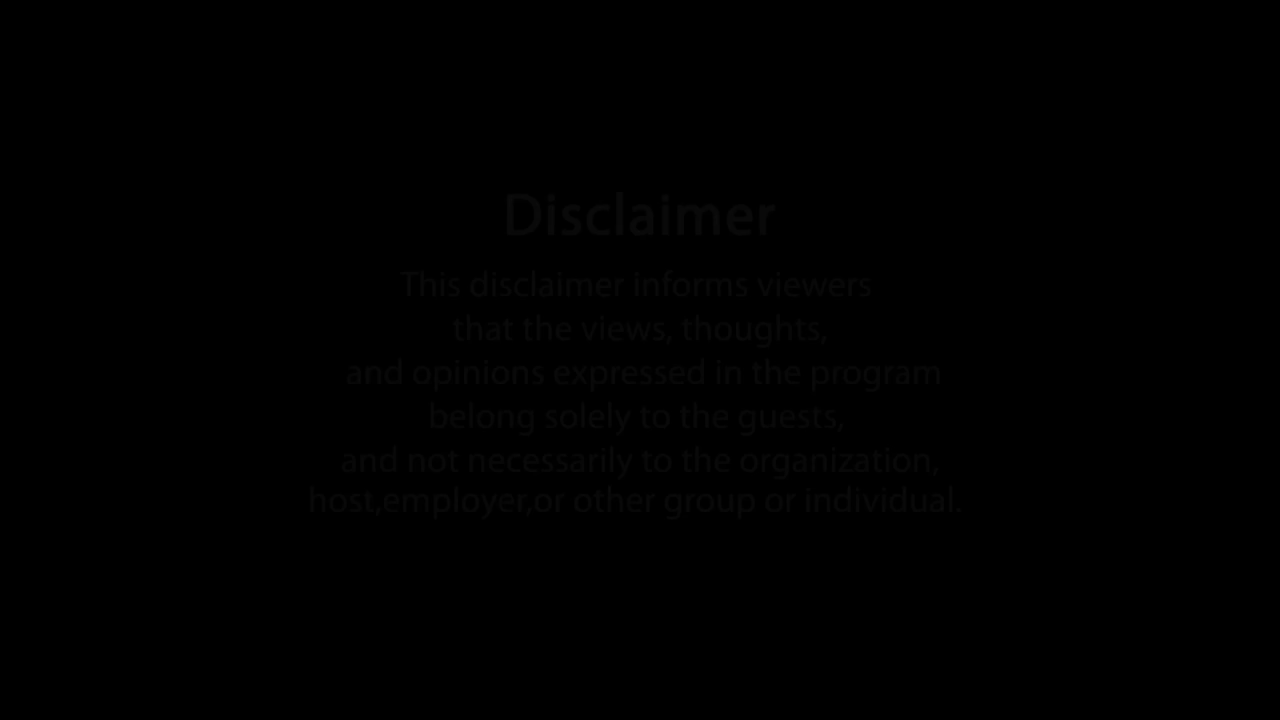 Disclaimer
This disclaimer informs viewers
that the views, thoughts,
and opinions expressed in the program
belong solely to the guests,
and not necessarily to the organization,
host,employer,or other group or individual.